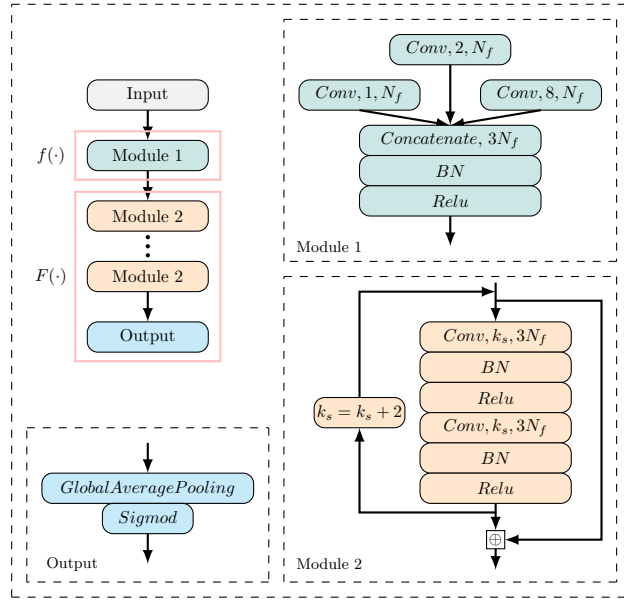 Input
f(·)
Module 1
Module 2
F(·)
Module 2
Output
GlobalAveragePooling
Sigmod
Output
Conv, 2, N_f
Conv, 1, N_f
Conv, 8, N_f
Concatenate, 3N_f
BN
Relu
Module 1
Conv, k_s, 3N_f
BN
Relu
k_s = k_s + 2
Conv, k_s, 3N_f
BN
Relu
⊕
Module 2